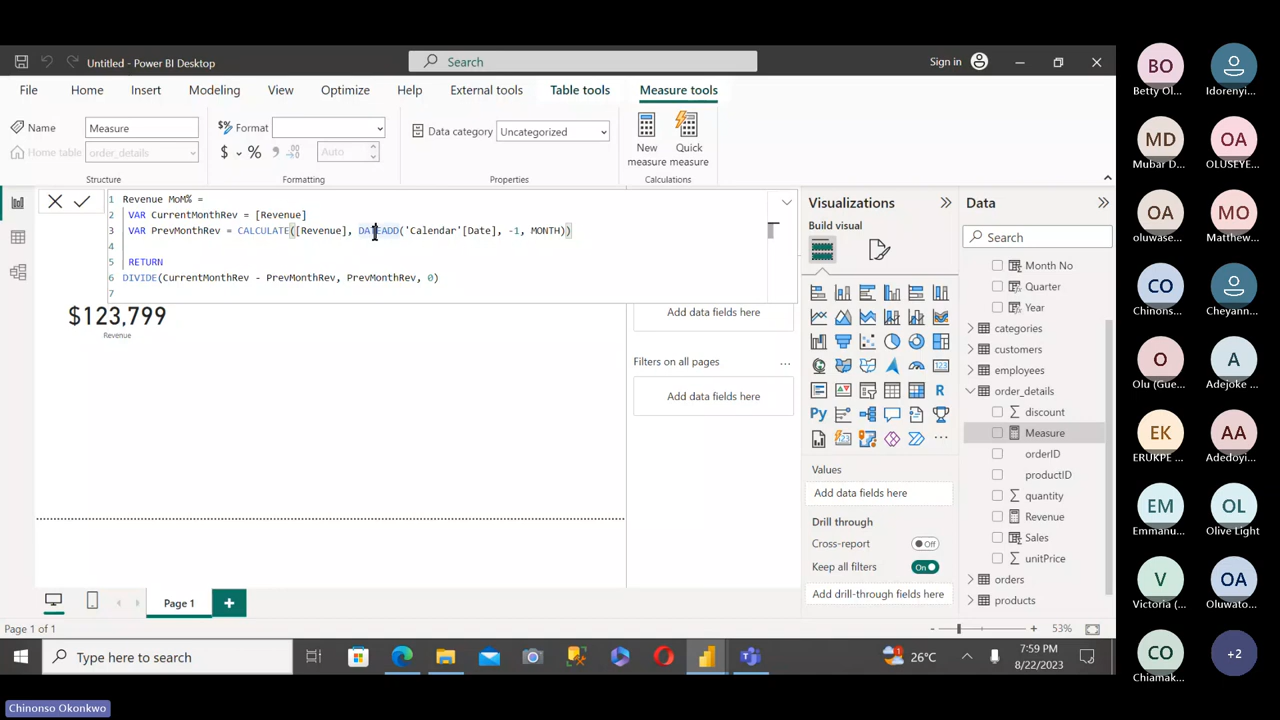 Untitled - Power BI Desktop
Search
Sign in
File
Home
Insert
Modeling
View
Optimize
Help
External tools
Table tools
Measure tools
Name
Measure
Home table
order_details
Structure
Format
$
%
Auto
Formatting
Data category
Uncategorized
Properties
New measure
Quick measure
Calculations
1 Revenue MoM% =
2 VAR CurrentMonthRev = [Revenue]
3 VAR PrevMonthRev = CALCULATE([Revenue], DATEADD('Calendar'[Date], -1, MONTH))
4
5 RETURN
6 DIVIDE(CurrentMonthRev - PrevMonthRev, PrevMonthRev, 0)
7
$123,799
Revenue
Add data fields here
Filters on all pages
...
Add data fields here
Visualizations
Build visual
123
R
Py
...
Values
Add data fields here
Drill through
Cross-report
Off
Keep all filters
On
Add drill-through fields here
Data
Search
Month No
Quarter
Year
categories
customers
employees
order_details
discount
Measure
orderID
productID
quantity
Revenue
Sales
unitPrice
orders
products
Page 1
Page 1 of 1
53%
Type here to search
1
26°C
7:59 PM
8/22/2023
BO
Betty Ol...
Idorenyi...
MD
Mubar D...
OA
OLUSEYE...
OA
oluwase...
MO
Matthew...
CO
Chinons...
Cheyann...
O
Olu (Gue...
A
Adejoke ...
EK
ERUKPE ...
AA
Adedoyi...
EM
Emmanu...
OL
Olive Light
V
Victoria (...
OA
Oluwato...
CO
Chiamak...
+2
Chinonso Okonkwo